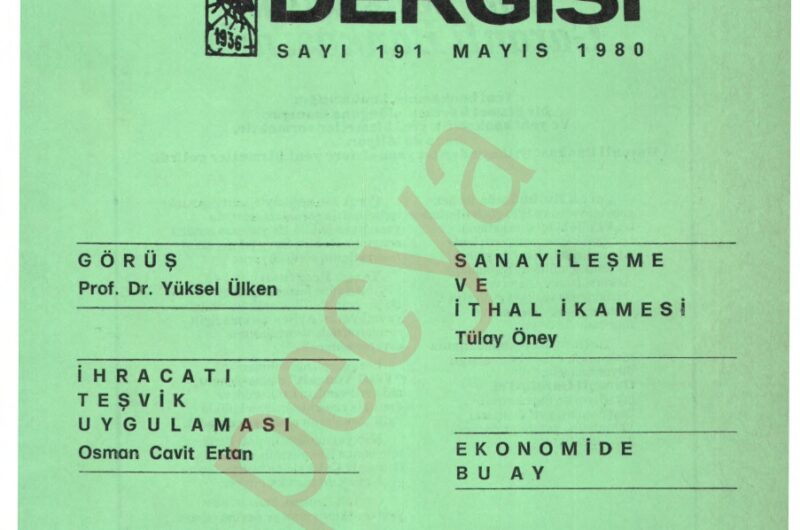 DERGİSİ
1936
SAYI 191 MAYIS 1980
GÖRÜŞ
Prof. Dr. Yüksel Ülken
İHRACATI
TEŞVİK
UYGULAMASI
Osman Cavit Ertan
SANAYİLEŞME
VE
İTHAL İKAMESİ
Tülay Öney
EKONOMİDE
BU AY
pecya